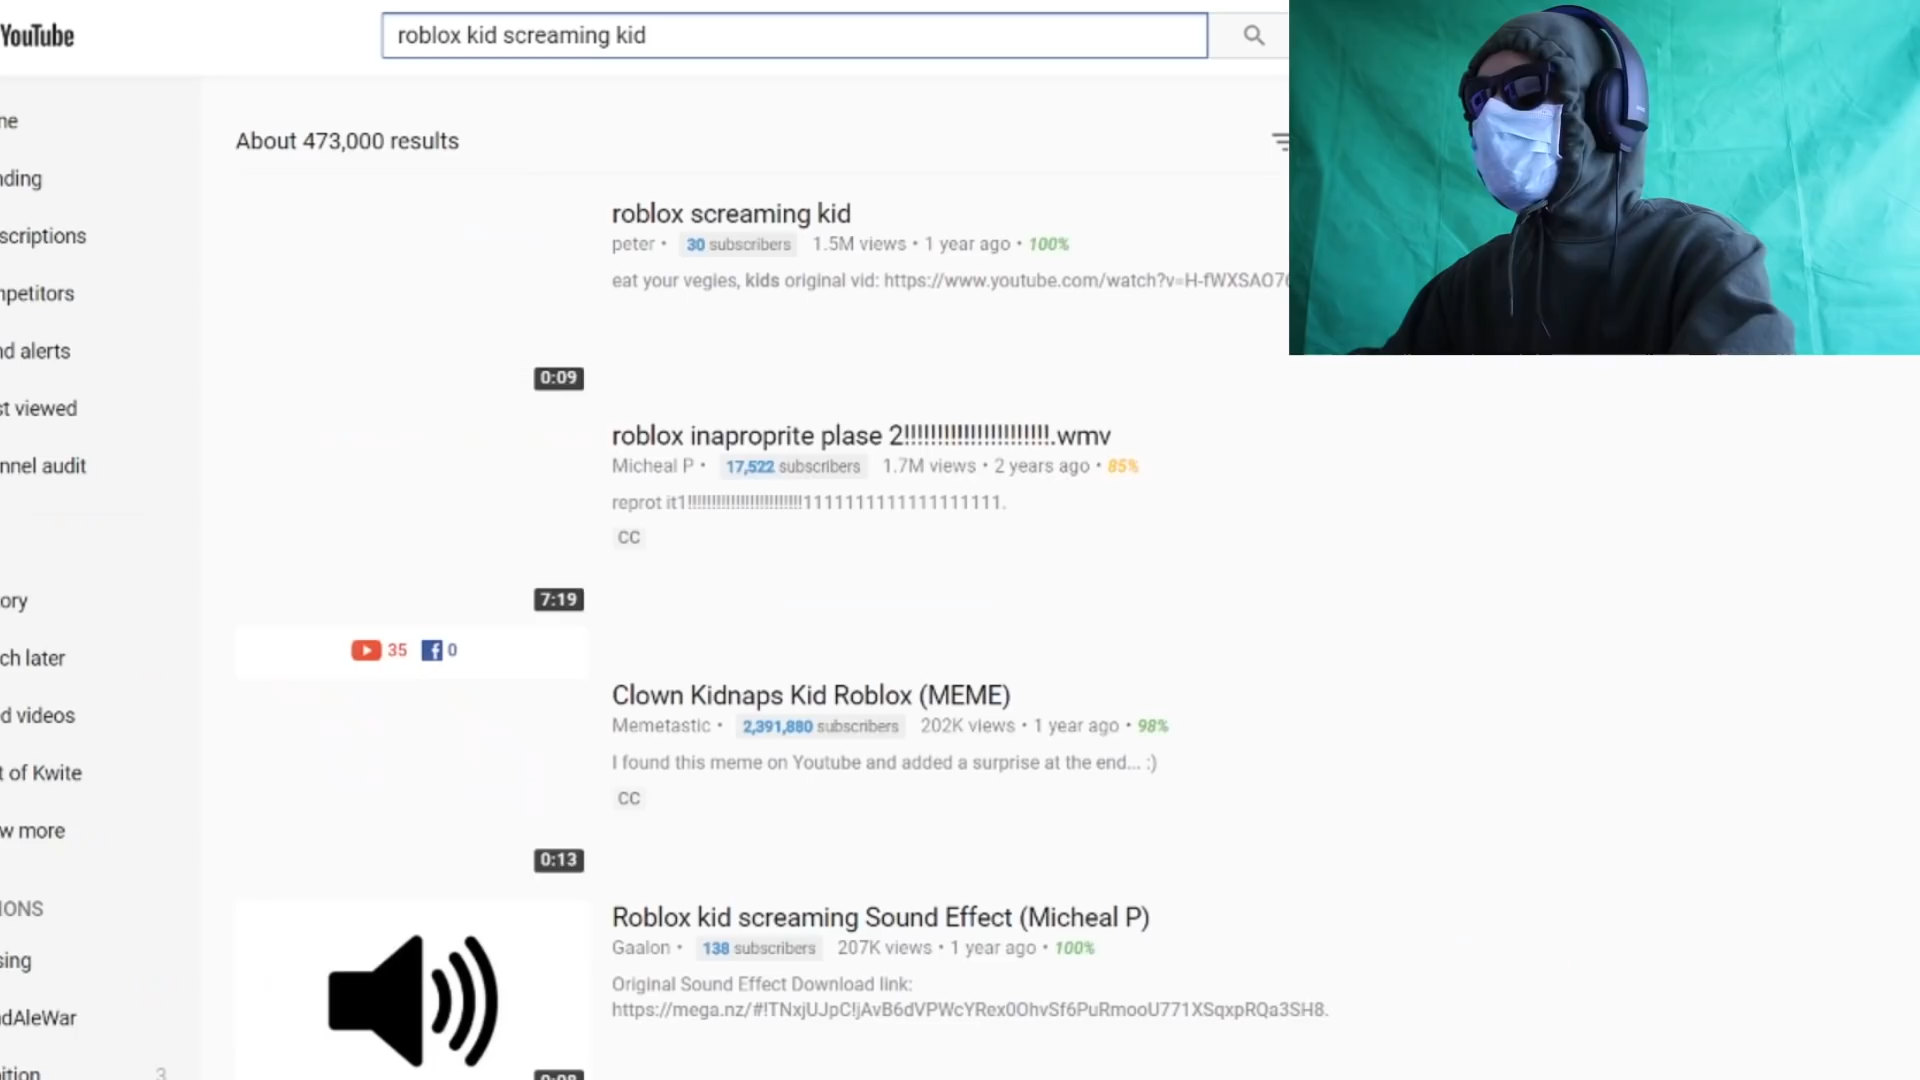 YouTube
roblox kid screaming kid
ne
About 473,000 results
nding
roblox screaming kid
scriptions
peter • 30 subscribers 1.5M views • 1 year ago • 100%
eat your vegies, kids original vid: https://www.youtube.com/watch?v=H-fWXSAO7
npetitors
nd alerts
0:09
st viewed
roblox inaproprite plase 2!!!!!!!!!!!!!!!!!!!!!!.wmv
nnel audit
Micheal P • 17,522 subscribers 1.7M views • 2 years ago • 85%
reprot it1!!!!!!!!!!!!!!!!!!!!!!!!1111111111111111111.
CC
ory
7:19
35 0
ch later
Clown Kidnaps Kid Roblox (MEME)
d videos
Memetastic • 2,391,880 subscribers 202K views • 1 year ago • 98%
I found this meme on Youtube and added a surprise at the end... :)
t of Kwite
CC
w more
0:13
IONS
Roblox kid screaming Sound Effect (Micheal P)
Gaalon • 138 subscribers 207K views • 1 year ago • 100%
sing
Original Sound Effect Download link:
https://mega.nz/#!TNxjUJpC!jAvB6dVPWcYRex0OhvSf6PuRmooU771XSqxpRQa3SH8.
dAleWar
ition 3
0:08